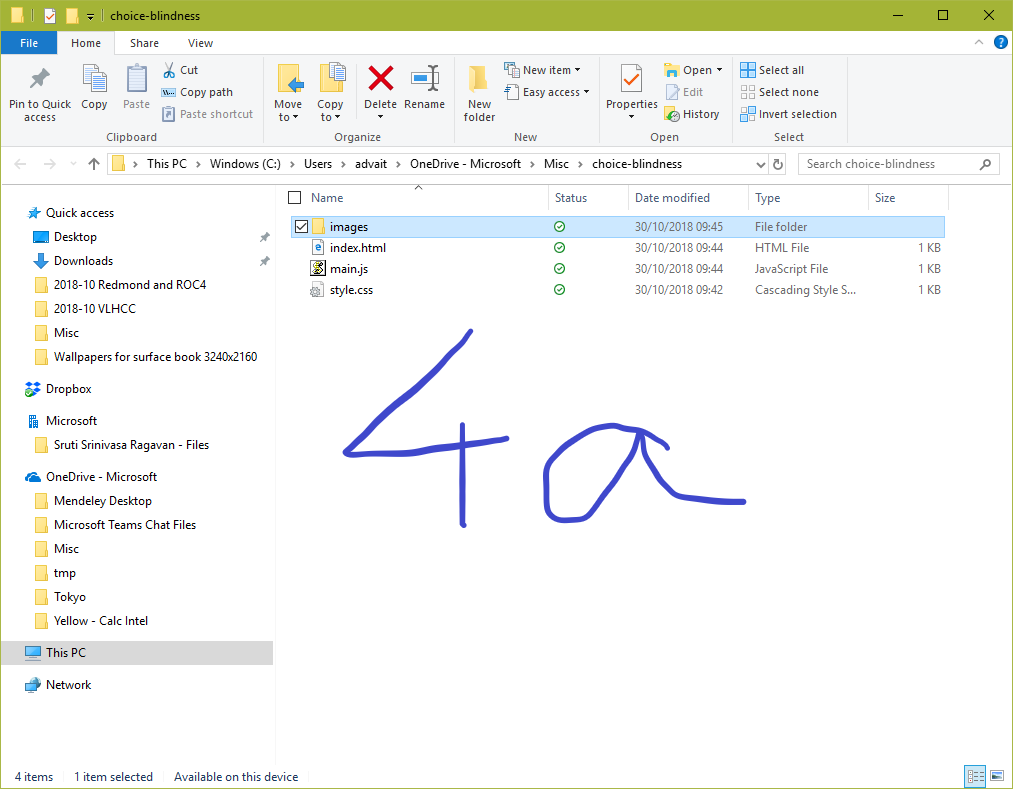 choice-blindness
File Home Share View
Pin to Quick access
Copy
Paste
Cut
Copy path
Paste shortcut
Clipboard
Move to
Copy to
Delete
Rename
Organize
New folder
New item
Easy access
New
Properties
Open
Edit
History
Open
Select all
Select none
Invert selection
Select
This PC > Windows (C:) > Users > advait > OneDrive - Microsoft > Misc > choice-blindness
Search choice-blindness
Name Status Date modified Type Size
images 30/10/2018 09:45 File folder
index.html 30/10/2018 09:44 HTML File 1 KB
main.js 30/10/2018 09:44 JavaScript File 1 KB
style.css 30/10/2018 09:42 Cascading Style S... 1 KB
Quick access
Desktop
Downloads
2018-10 Redmond and ROC4
2018-10 VLHCC
Misc
Wallpapers for surface book 3240x2160
Dropbox
Microsoft
Sruti Srinivasa Ragavan - Files
OneDrive - Microsoft
Mendeley Desktop
Microsoft Teams Chat Files
Misc
tmp
Tokyo
Yellow - Calc Intel
This PC
Network
4a
4 items 1 item selected Available on this device